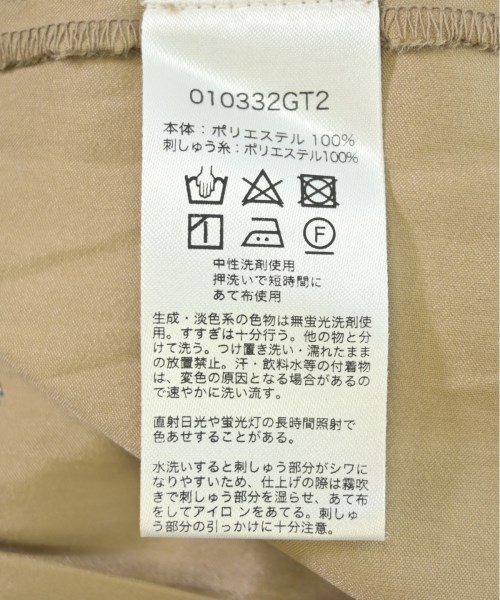 010332GT2
本体：ポリエステル 100%
刺しゅう糸：ポリエステル100%
F
中性洗剤使用
押洗いで短時間に
あて布使用
生成・淡色系の色物は無蛍光洗剤使
用。すすぎは十分行う。他の物と分
けて洗う。つけ置き洗い・濡れたまま
の放置禁止。汗・飲料水等の付着物
は、変色の原因となる場合があるの
で速やかに洗い流す。
直射日光や蛍光灯の長時間照射で
色あせすることがある。
水洗いすると刺しゅう部分がシワに
なりやすいため、仕上げの際は霧吹
きで刺しゅう部分を湿らせ、あて布
をしてアイロンをあてる。刺しゅ
う部分の引っかけに十分注意。